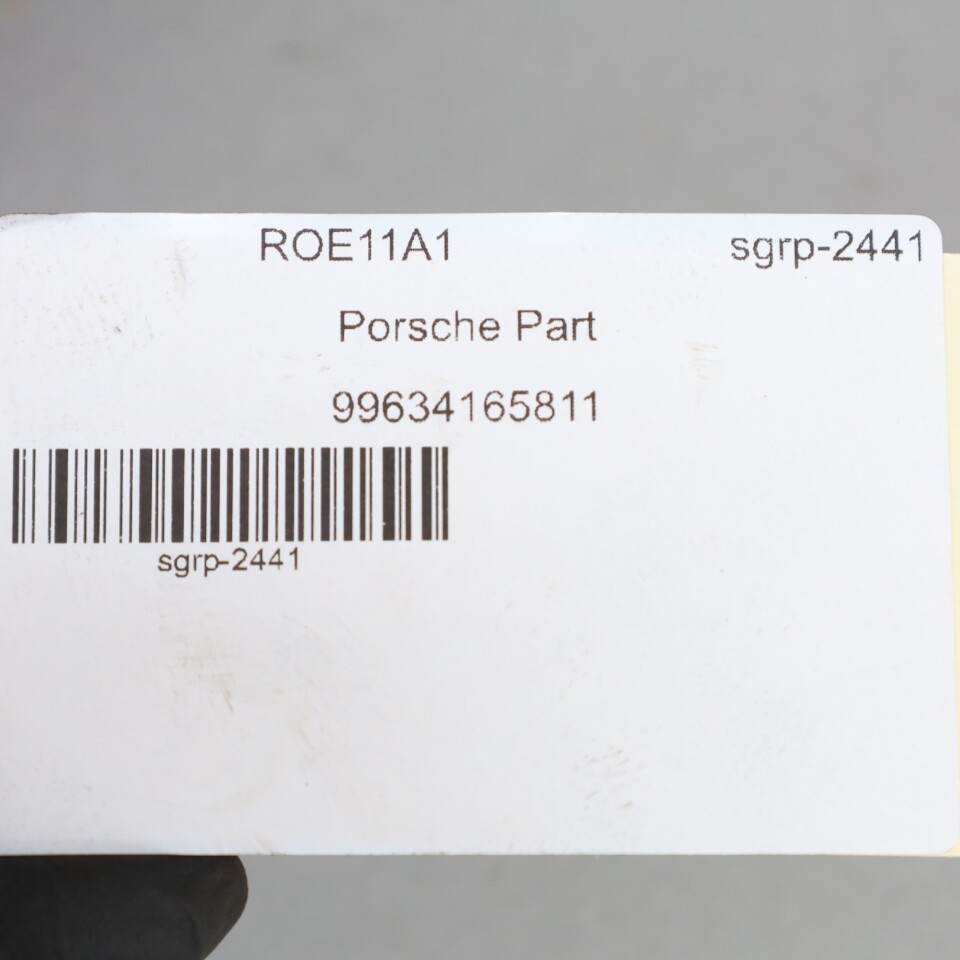 ROE11A1 sgrp-2441
Porsche Part
99634165811
sgrp-2441